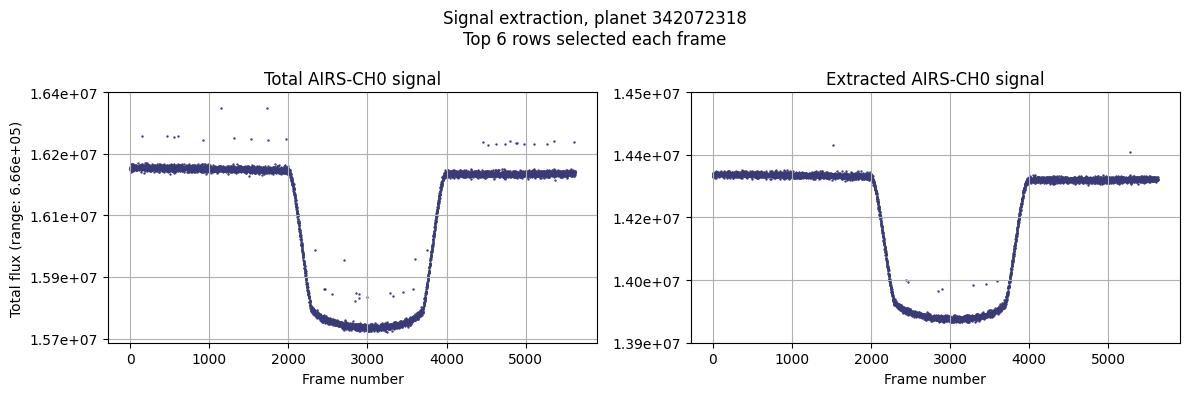 Signal extraction, planet 342072318
Top 6 rows selected each frame
Total AIRS-CH0 signal
Total flux (range: 6.66e+05)
1.64e+07
1.62e+07
1.61e+07
1.59e+07
1.57e+07
0 1000 2000 3000 4000 5000
Frame number
Extracted AIRS-CH0 signal
1.45e+07
1.44e+07
1.42e+07
1.40e+07
1.39e+07
0 1000 2000 3000 4000 5000
Frame number